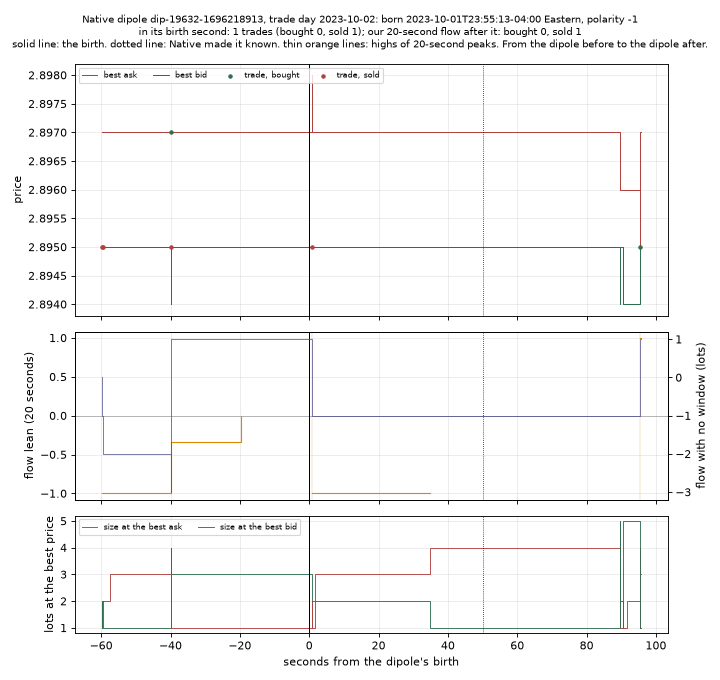 Native dipole dip-19632-1696218913, trade day 2023-10-02: born 2023-10-01T23:55:13-04:00 Eastern, polarity -1
in its birth second: 1 trades (bought 0, sold 1); our 20-second flow after it: bought 0, sold 1
solid line: the birth. dotted line: Native made it known. thin orange lines: highs of 20-second peaks. From the dipole before to the dipole after.
best ask
best bid
trade, bought
trade, sold
2.8980
2.8975
2.8970
2.8965
2.8960
2.8955
2.8950
2.8945
2.8940
price
1.0
0.5
0.0
−0.5
−1.0
flow lean (20 seconds)
1
0
−1
−2
−3
flow with no window (lots)
size at the best ask
size at the best bid
5
4
3
2
1
lots at the best price
−60
−40
−20
0
20
40
60
80
100
seconds from the dipole's birth